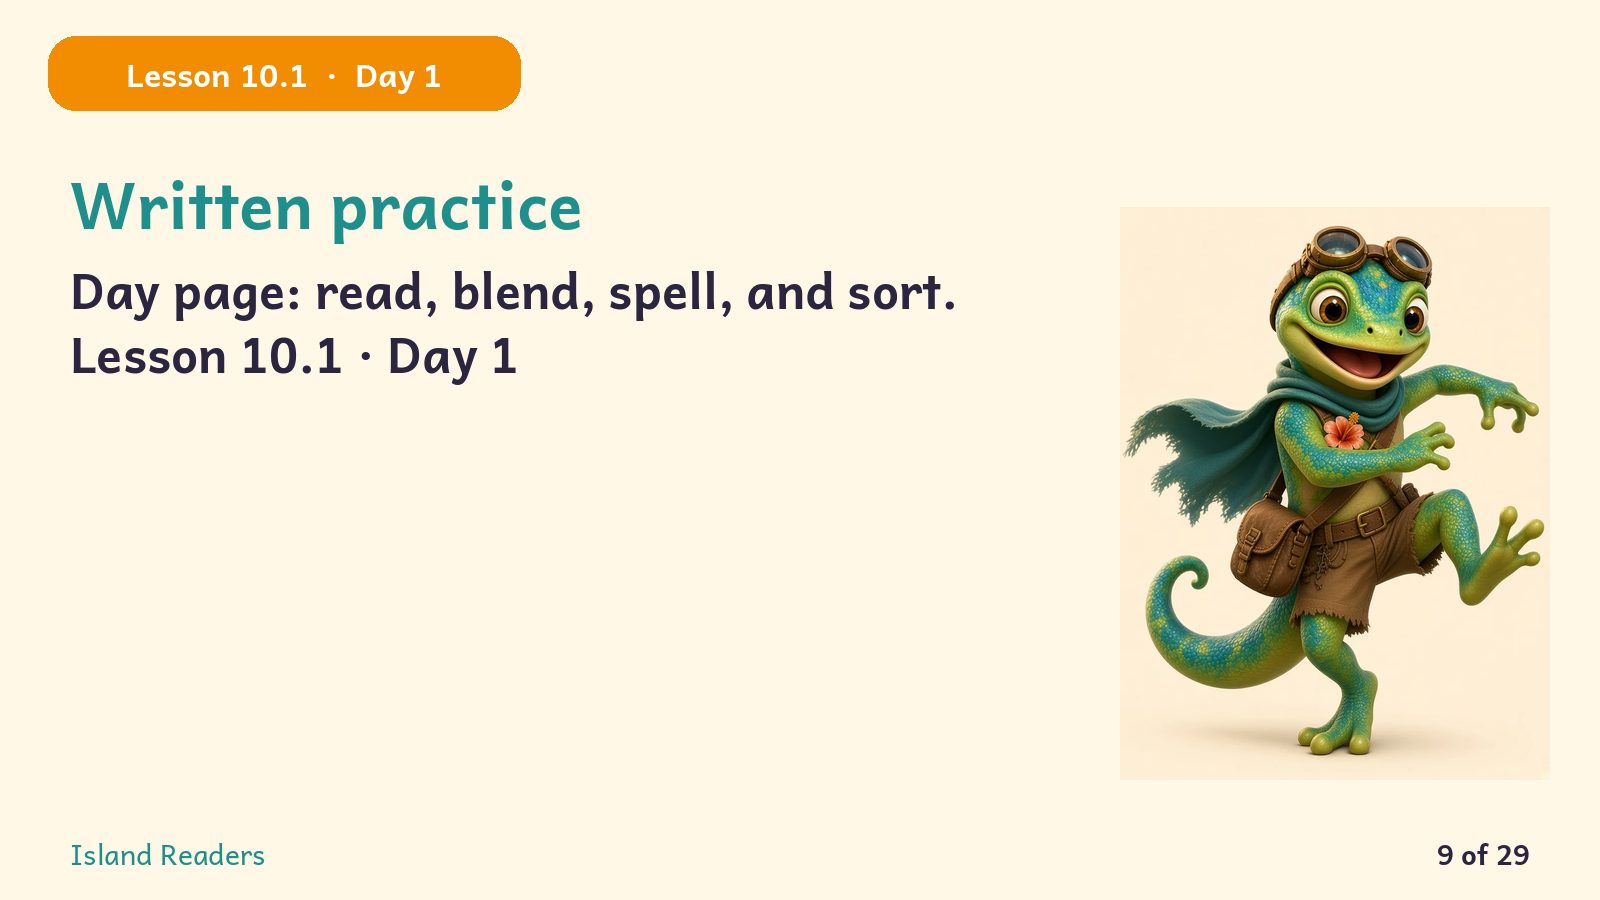 Lesson 10.1 · Day 1
Written practice
Day page: read, blend, spell, and sort.
Lesson 10.1 · Day 1
Island Readers
9 of 29